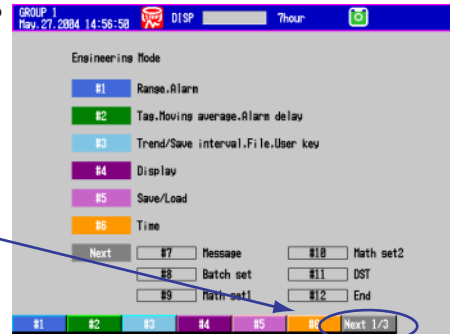 GROUP 1
May.27.2004 14:56:50 DISP 7hour
Engineering Mode
#1 Range.Alarm
#2 Tag.Moving average.Alarm delay
#3 Trend/Save interval.File.User key
#4 Display
#5 Save/Load
#6 Time
Next #7 Message #10 Math set2
#8 Batch set #11 DST
#9 Math set1 #12 End
#1 #2 #3 #4 #5 #6 Next 1/3